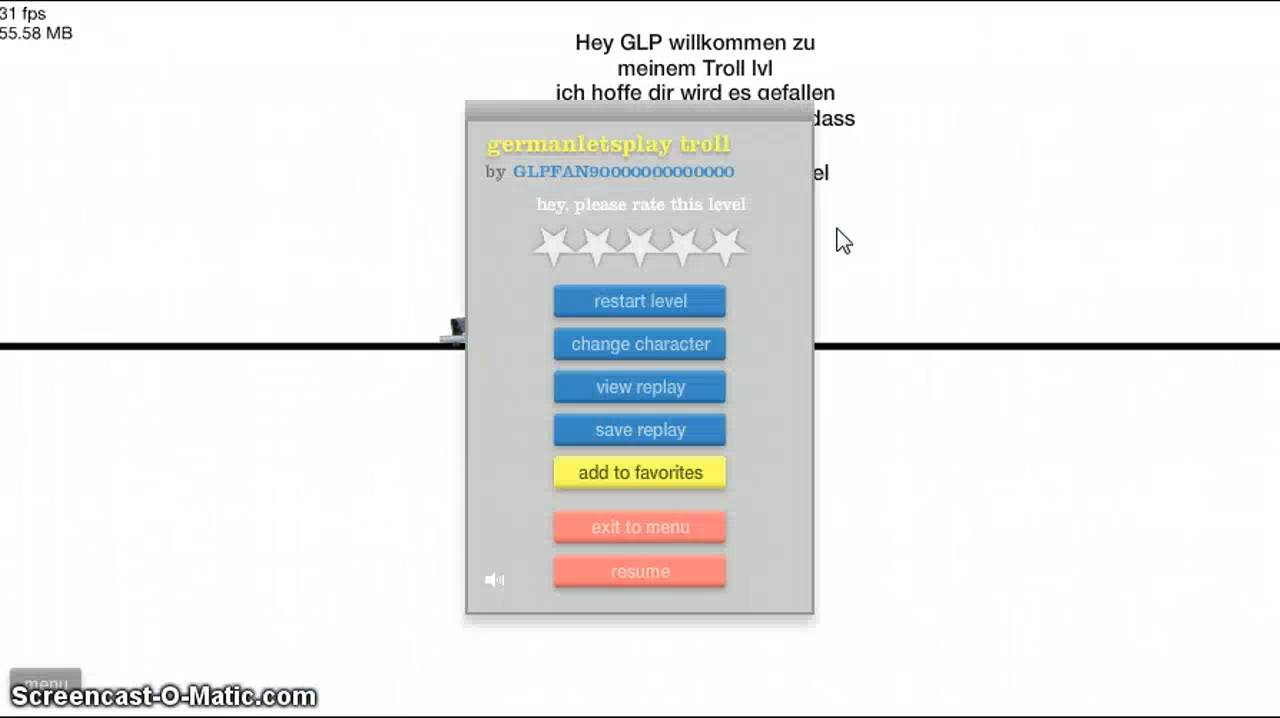 31 fps
55.58 MB
Hey GLP willkommen zu
meinem Troll lvl
ich hoffe dir wird es gefallen
dass
germanletsplay troll
by GLPFAN90000000000000
hey, please rate this level
restart level
change character
view replay
save replay
add to favorites
exit to menu
resume
menu
Screencast-O-Matic.com